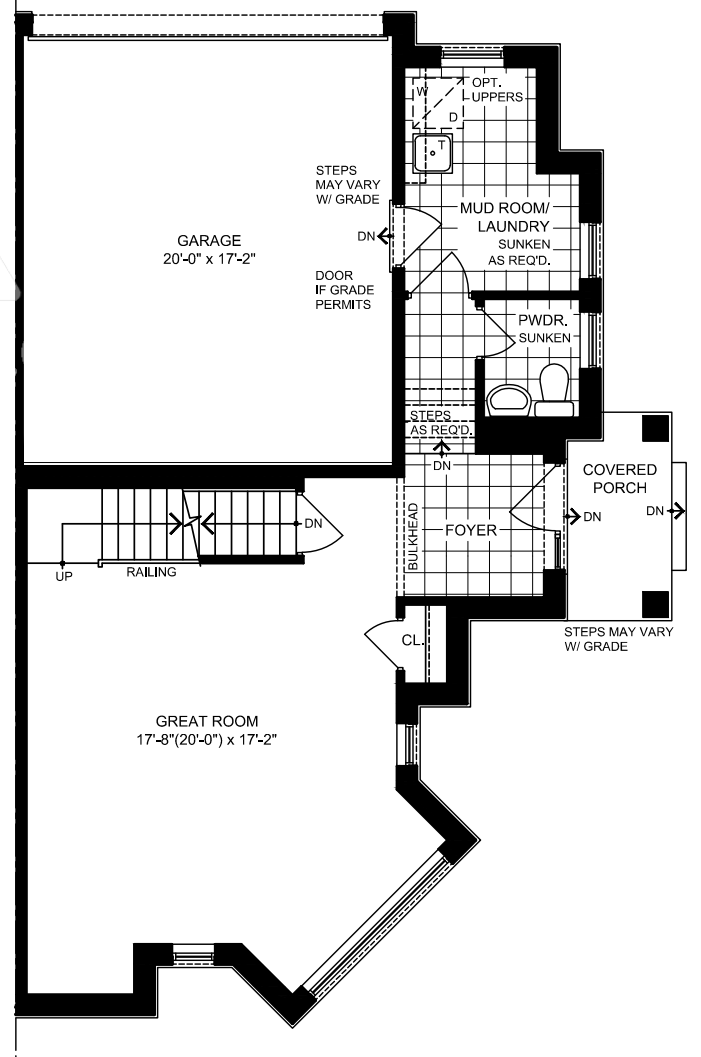 OPT.
UPPERS
W
D
T
STEPS
MAY VARY
W/ GRADE
MUD ROOM/
LAUNDRY
SUNKEN
AS REQ'D.
DN
GARAGE
20'-0" x 17'-2"
DOOR
IF GRADE
PERMITS
PWDR.
SUNKEN
STEPS
AS REQ'D.
DN
COVERED
PORCH
DN
DN
FOYER
BULKHEAD
DN
UP
RAILING
CL.
STEPS MAY VARY
W/ GRADE
GREAT ROOM
17'-8"(20'-0") x 17'-2"